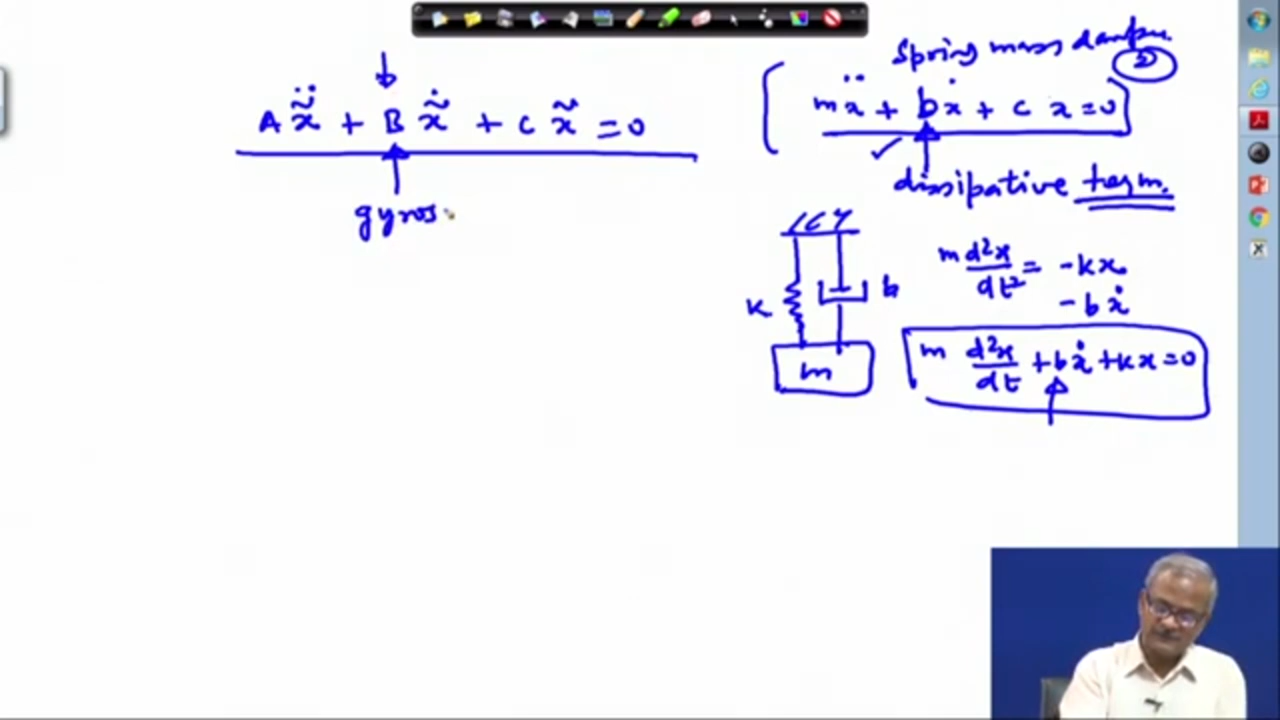 A ẍ̃ + B ẋ̃ + C x̃ = 0
gyros
Spring mass damper
2
mẍ + bẋ + c x = 0
dissipative term.
k
b
m
m d²x/dt² = -kx
-bẋ
m d²x/dt + bẋ + kx = 0